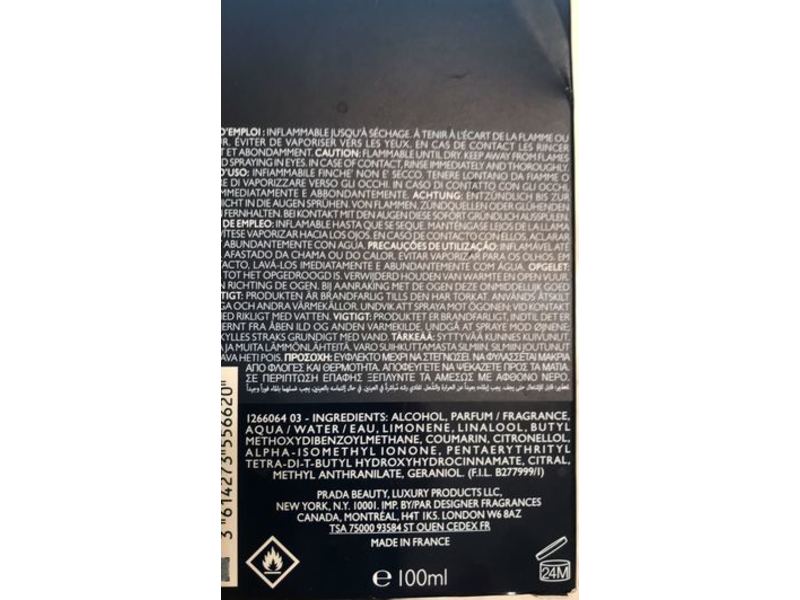 D'EMPLOI : INFLAMMABLE JUSQU'À SÉCHAGE. À TENIR À L'ÉCART DE LA FLAMME OU
R. ÉVITER DE VAPORISER VERS LES YEUX. EN CAS DE CONTACT LES RINCER
T ET ABONDAMMENT. CAUTION: FLAMMABLE UNTIL DRY. KEEP AWAY FROM FLAMES
D SPRAYING IN EYES. IN CASE OF CONTACT, RINSE IMMEDIATELY AND THOROUGHLY.
D'USO: INFIAMMABILE FINCHE' NON E' SECCO. TENERE LONTANO DA FIAMME O
E DI VAPORIZZARE VERSO GLI OCCHI. IN CASO DI CONTATTO CON GLI OCCHI,
MMEDIATAMENTE E ABBONDANTEMENTE. ACHTUNG: ENTZÜNDLICH BIS ZUR
ICHT IN DIE AUGEN SPRÜHEN. VON FLAMMEN, ZÜNDQUELLEN ODER GLÜHENDEN
FERNHALTEN. BEI KONTAKT MIT DEN AUGEN DIESE SOFORT GRÜNDLICH AUSSPÜLEN.
DE EMPLEO: INFLAMABLE HASTA QUE SE SEQUE. MANTENGASE LEJOS DE LA LLAMA
VITESE VAPORIZAR HACIA LOS OJOS. EN CASO DE CONTACTO CON ELLOS, ACLARAR
ABUNDANTEMENTE CON AGUA. PRECAUÇÕES DE UTILIZAÇÃO: INFLAMÁVEL ATÉ
AFASTADO DA CHAMA OU DO CALOR. EVITAR VAPORIZAR PARA OS OLHOS. EM
ACTO, LAVÁ-LOS IMEDIATAMENTE E ABUNDANTEMENTE COM ÁGUA. OPGELET:
TOT HET OPGEDROOGD IS. VERWIJDERD HOUDEN VAN WARMTE EN OPEN VUUR.
N RICHTING DE OGEN. BIJ AANRAKING MET DE OGEN DEZE ONMIDDELLIJK GOED
TIGT: PRODUKTEN ÄR BRANDFARLIG TILLS DEN HAR TORKAT. ANVÄNDS ÅTSKILT
GA OCH ANDRA VÄRMEKÄLLOR. UNDVIK ATT SPRAYA MOT ÖGONEN; VID KONTAKT
ED RIKLIGT MED VATTEN. VIGTIGT: PRODUKTET ER BRANDFARLIGT, INDTIL DET ER
ERNT FRA ÅBEN ILD OG ANDEN VARMEKILDE. UNDGÅ AT SPRAYE MOD ØJNENE;
KYLLES STRAKS GRUNDIGT MED VAND. TÄRKEÄÄ: SYTTYVÄÄ KUNNES KUIVUNUT.
JA MUITA LÄMMÖNLÄHTEITÄ. VARO SUIHKUTTAMASTA SILMIIN. SILMIIN JOUTUNUT
AVA HETI POIS. ΠΡΟΣΟΧΗ: ΕΥΦΛΕΚΤΟ ΜΕΧΡΙ ΝΑ ΣΤΕΓΝΩΣΕΙ. ΝΑ ΦΥΛΑΣΣΕΤΑΙ ΜΑΚΡΙΑ
ΑΠΟ ΦΛΟΓΕΣ ΚΑΙ ΘΕΡΜΟΤΗΤΑ. ΑΠΟΦΕΥΓΕΤΕ ΝΑ ΨΕΚΑΖΕΤΕ ΠΡΟΣ ΤΑ ΜΑΤΙΑ.
ΣΕ ΠΕΡΙΠΤΩΣΗ ΕΠΑΦΗΣ ΞΕΠΛΥΝΤΕ ΤΑ ΑΜΕΣΩΣ ΜΕ ΑΦΘΟΝΟ ΝΕΡΟ.
1266064 03 - INGREDIENTS: ALCOHOL, PARFUM / FRAGRANCE,
AQUA / WATER / EAU, LIMONENE, LINALOOL, BUTYL
METHOXYDIBENZOYLMETHANE, COUMARIN, CITRONELLOL,
ALPHA-ISOMETHYL IONONE, PENTAERYTHRITYL
TETRA-DI-T-BUTYL HYDROXYHYDROCINNAMATE, CITRAL,
METHYL ANTHRANILATE, GERANIOL. (F.I.L. B277999/1)
PRADA BEAUTY, LUXURY PRODUCTS LLC,
NEW YORK, N.Y. 10001. IMP. BY/PAR DESIGNER FRAGRANCES
CANADA, MONTRÉAL, H4T 1K5. LONDON W6 8AZ
TSA 75000 93584 ST OUEN CEDEX FR
MADE IN FRANCE
3 614273 556620
e 100ml
24M